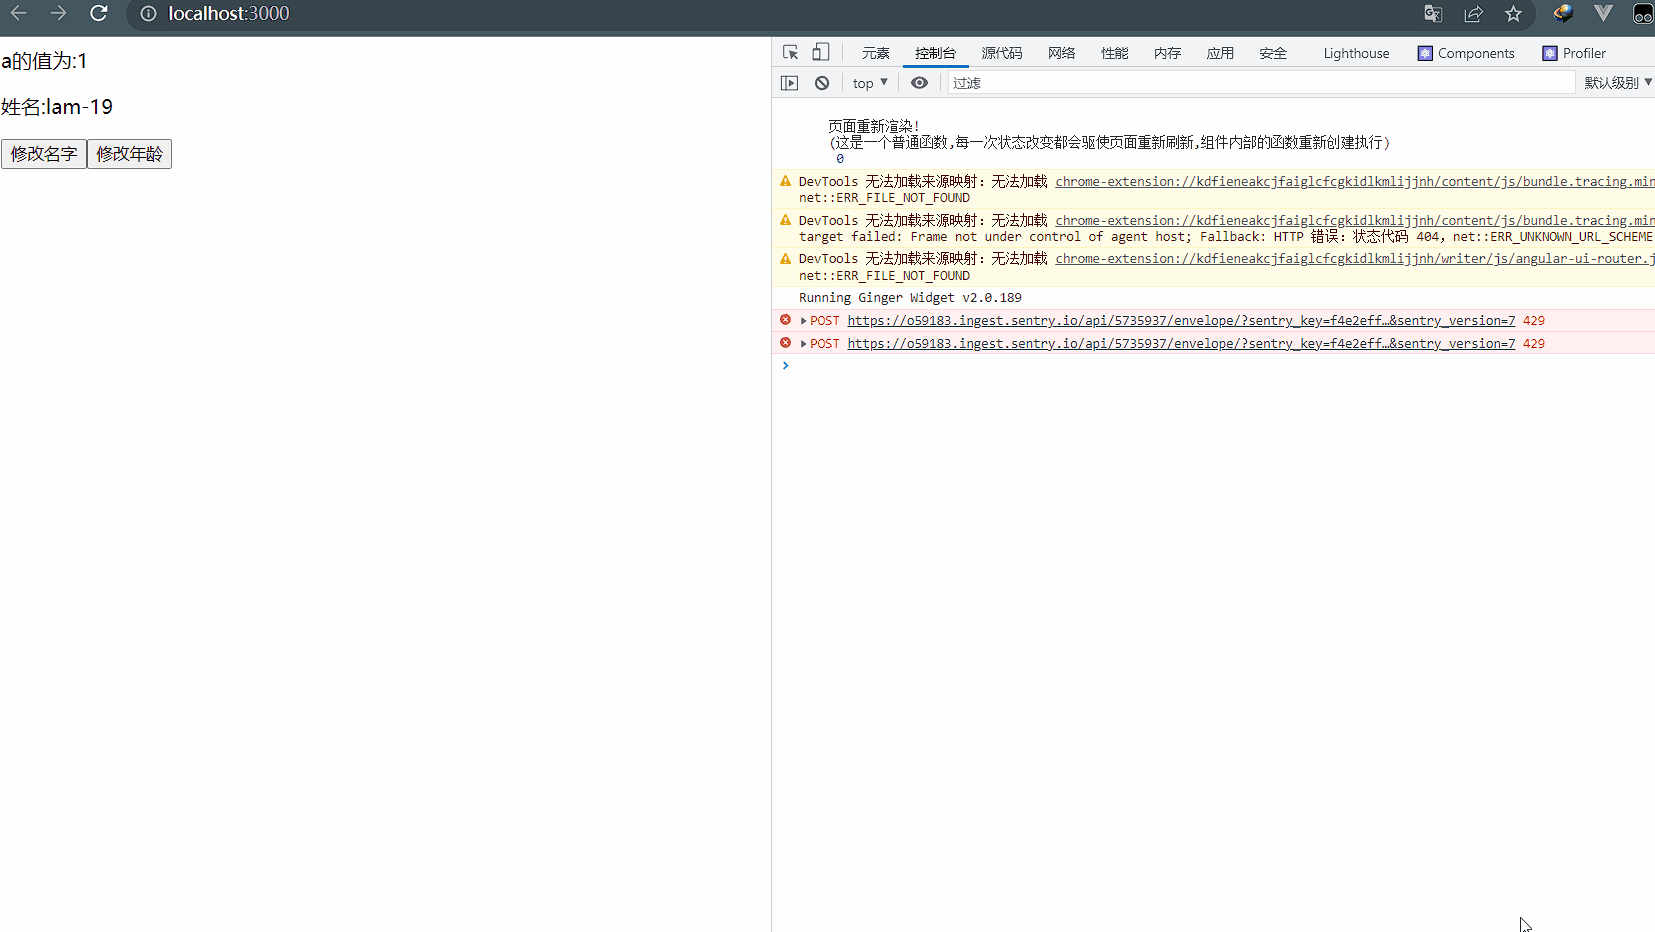 localhost:3000
a的值为:1
姓名:lam-19
修改名字 修改年龄
元素 控制台 源代码 网络 性能 内存 应用 安全 Lighthouse Components Profiler
top 过滤 默认级别
页面重新渲染!
(这是一个普通函数,每一次状态改变都会驱使页面重新刷新,组件内部的函数重新创建执行)
0
DevTools 无法加载来源映射：无法加载 chrome-extension://kdfieneakcjfaiglcfcgkidlkmlijjnh/content/js/bundle.tracing.min
net::ERR_FILE_NOT_FOUND
DevTools 无法加载来源映射：无法加载 chrome-extension://kdfieneakcjfaiglcfcgkidlkmlijjnh/content/js/bundle.tracing.min
target failed: Frame not under control of agent host; Fallback: HTTP 错误：状态代码 404，net::ERR_UNKNOWN_URL_SCHEME
DevTools 无法加载来源映射：无法加载 chrome-extension://kdfieneakcjfaiglcfcgkidlkmlijjnh/writer/js/angular-ui-router.j
net::ERR_FILE_NOT_FOUND
Running Ginger Widget v2.0.189
POST https://o59183.ingest.sentry.io/api/5735937/envelope/?sentry_key=f4e2eff…&sentry_version=7 429
POST https://o59183.ingest.sentry.io/api/5735937/envelope/?sentry_key=f4e2eff…&sentry_version=7 429